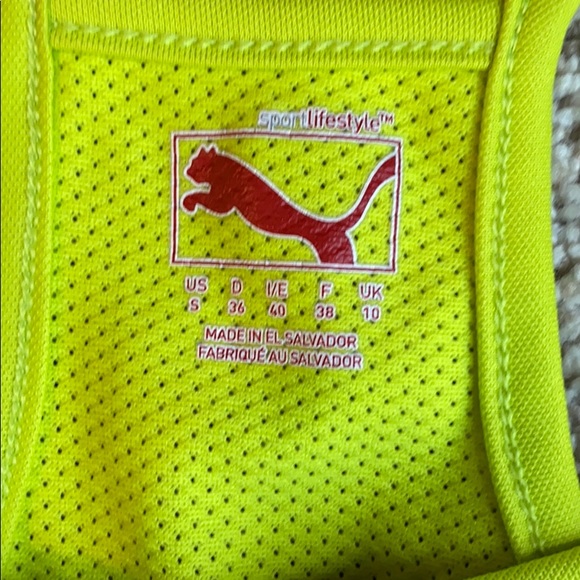 sportlifestyle™
US D I/E F UK
S 36 40 38 10
MADE IN EL SALVADOR
FABRIQUÉ AU SALVADOR